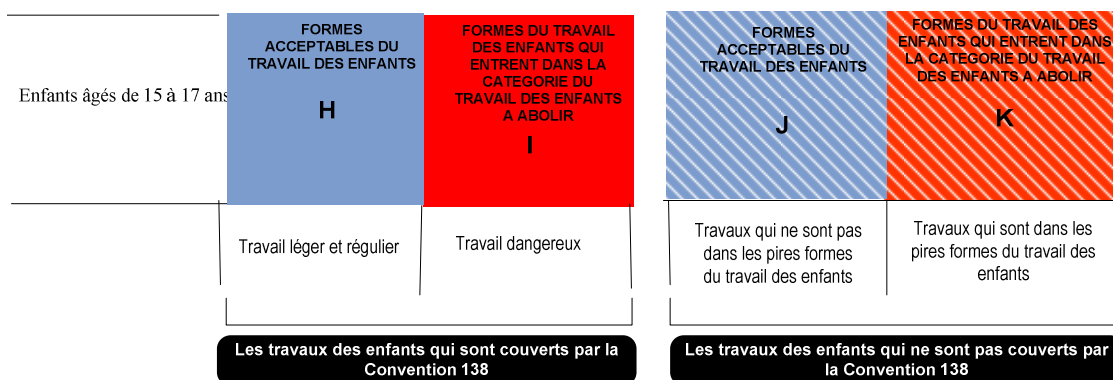 Enfants âgés de 15 à 17 ans
FORMES
ACCEPTABLES DU
TRAVAIL DES ENFANTS
H
FORMES DU TRAVAIL
DES ENFANTS QUI
ENTRENT DANS LA
CATEGORIE DU
TRAVAIL DES ENFANTS
A ABOLIR
I
FORMES
ACCEPTABLES DU
TRAVAIL DES ENFANTS
J
FORMES DU TRAVAIL DES
ENFANTS QUI ENTRENT DANS
LA CATEGORIE DU TRAVAIL
DES ENFANTS A ABOLIR
K
Travail léger et régulier
Travail dangereux
Travaux qui ne sont pas
dans les pires formes
du travail des enfants
Travaux qui sont dans les
pires formes du travail des
enfants
Les travaux des enfants qui sont couverts par la
Convention 138
Les travaux des enfants qui ne sont pas couverts par
la Convention 138